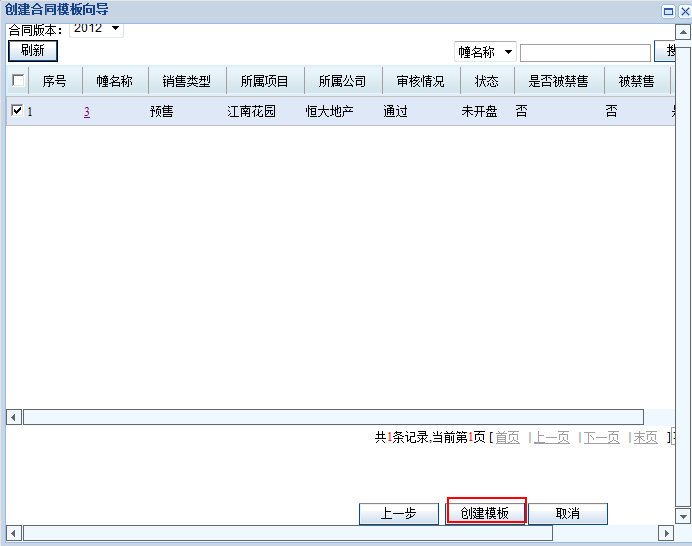 创建合同模板向导
合同版本： 2012
刷新 幢名称
序号 幢名称 销售类型 所属项目 所属公司 审核情况 状态 是否被禁售 被禁售
1 3 预售 江南花园 恒大地产 通过 未开盘 否 否
共1条记录,当前第1页 [ 首页 | 上一页 | 下一页 | 末页 ]
上一步 创建模板 取消